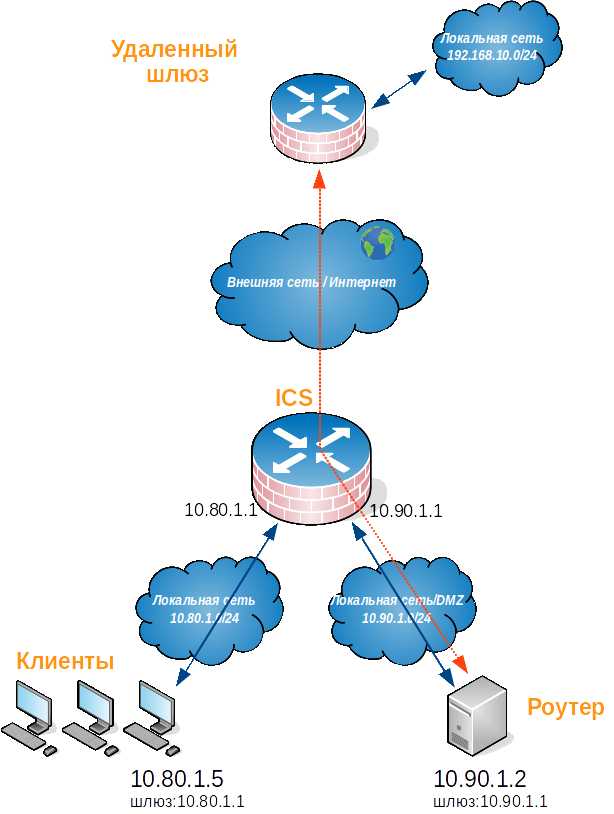 Локальная сеть
192.168.10.0/24
Удаленный
шлюз
Внешняя сеть / Интернет
ICS
10.80.1.1
10.90.1.1
Локальная сеть
10.80.1.0/24
Локальная сеть/DMZ
10.90.1.0/24
Клиенты
Роутер
10.80.1.5
шлюз:10.80.1.1
10.90.1.2
шлюз:10.90.1.1